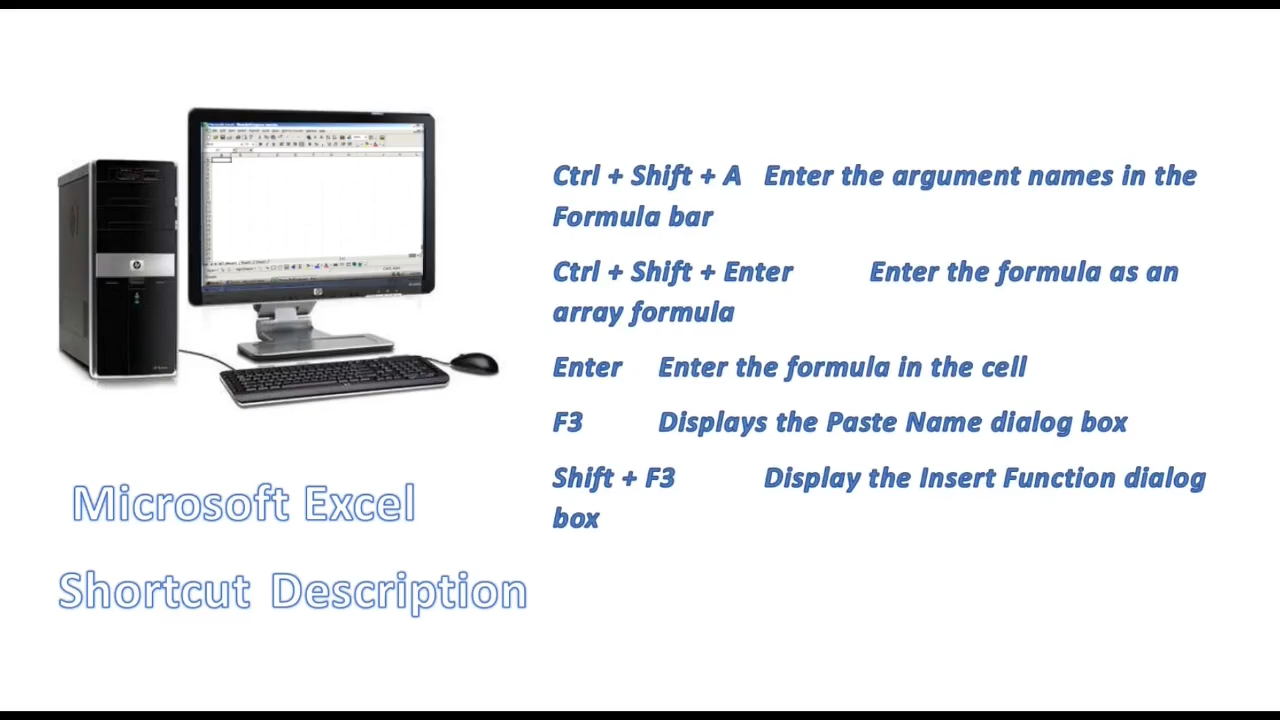 Ctrl + Shift + A Enter the argument names in the
Formula bar
Ctrl + Shift + Enter Enter the formula as an
array formula
Enter Enter the formula in the cell
F3 Displays the Paste Name dialog box
Shift + F3 Display the Insert Function dialog
box
Microsoft Excel
Shortcut Description